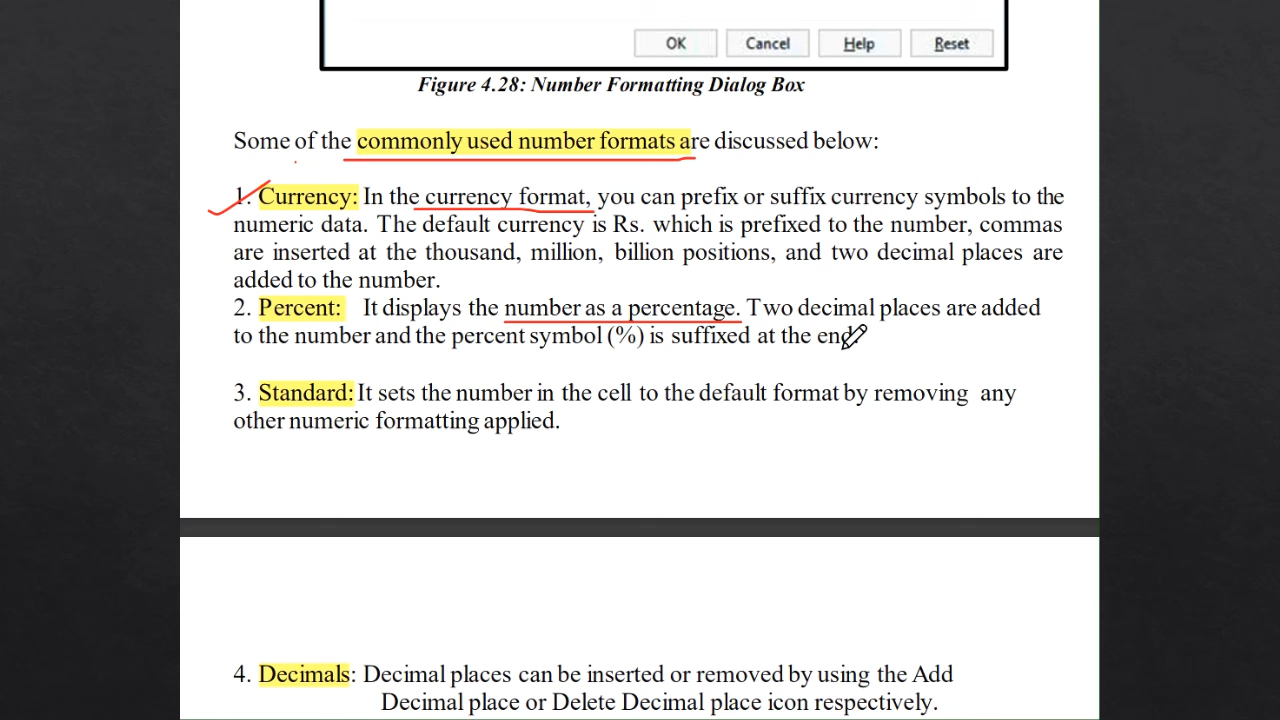 OK Cancel Help Reset
Figure 4.28: Number Formatting Dialog Box
Some of the commonly used number formats are discussed below:
1. Currency: In the currency format, you can prefix or suffix currency symbols to the
numeric data. The default currency is Rs. which is prefixed to the number, commas
are inserted at the thousand, million, billion positions, and two decimal places are
added to the number.
2. Percent: It displays the number as a percentage. Two decimal places are added
to the number and the percent symbol (%) is suffixed at the end.
3. Standard: It sets the number in the cell to the default format by removing any
other numeric formatting applied.
4. Decimals: Decimal places can be inserted or removed by using the Add
Decimal place or Delete Decimal place icon respectively.